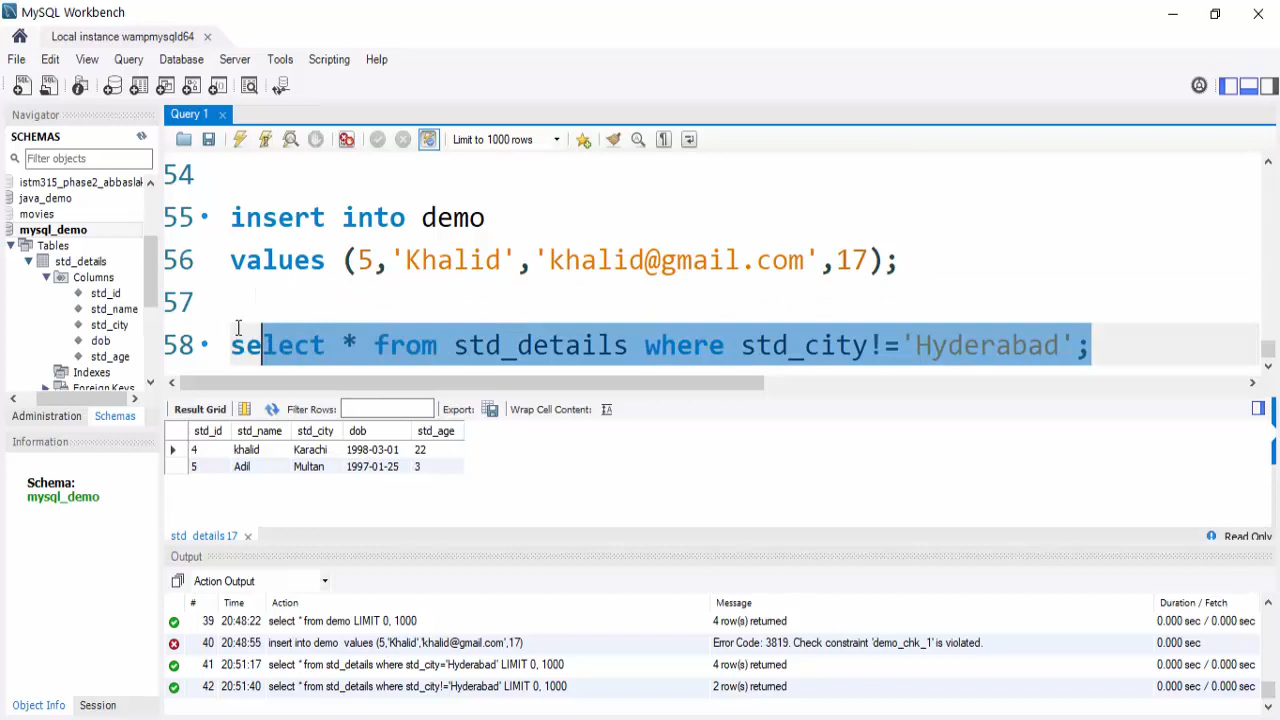 MySQL Workbench
Local instance wampmysqld64
File Edit View Query Database Server Tools Scripting Help
Navigator
SCHEMAS
Filter objects
istm315_phase2_abbaslal
java_demo
movies
mysql_demo
Tables
std_details
Columns
std_id
std_name
std_city
dob
std_age
Indexes
Foreign Keys
Administration Schemas
Information
Schema:
mysql_demo
Object Info Session
Query 1
Limit to 1000 rows
54
55 insert into demo
56 values (5,'Khalid','khalid@gmail.com',17);
57
58 select * from std_details where std_city!='Hyderabad';
Result Grid Filter Rows: Export: Wrap Cell Content:
std_id std_name std_city dob std_age
4 khalid Karachi 1998-03-01 22
5 Adil Multan 1997-01-25 3
std_details 17 Read Only
Output
Action Output
# Time Action Message Duration / Fetch
39 20:48:22 select * from demo LIMIT 0, 1000 4 row(s) returned 0.000 sec / 0.000 sec
40 20:48:55 insert into demo values (5,'Khalid','khalid@gmail.com',17) Error Code: 3819. Check constraint 'demo_chk_1' is violated. 0.000 sec
41 20:51:17 select * from std_details where std_city='Hyderabad' LIMIT 0, 1000 4 row(s) returned 0.000 sec / 0.000 sec
42 20:51:40 select * from std_details where std_city!='Hyderabad' LIMIT 0, 1000 2 row(s) returned 0.000 sec / 0.000 sec